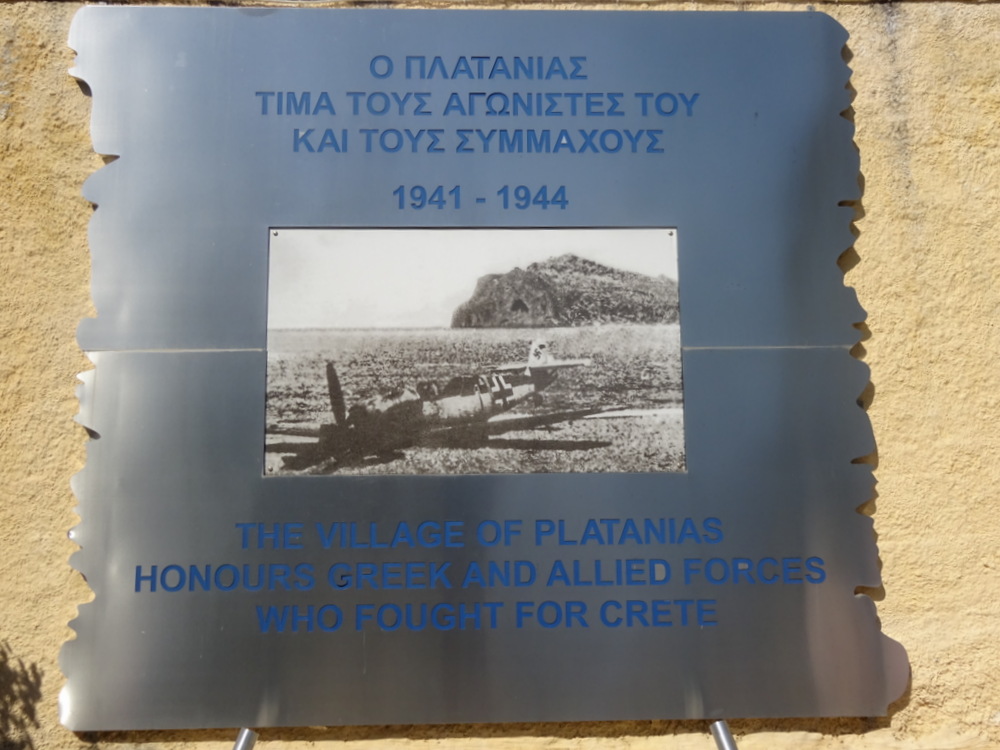 Ο ΠΛΑΤΑΝΙΑΣ
ΤΙΜΑ ΤΟΥΣ ΑΓΩΝΙΣΤΕΣ ΤΟΥ
ΚΑΙ ΤΟΥΣ ΣΥΜΜΑΧΟΥΣ
1941 - 1944
THE VILLAGE OF PLATANIAS
HONOURS GREEK AND ALLIED FORCES
WHO FOUGHT FOR CRETE